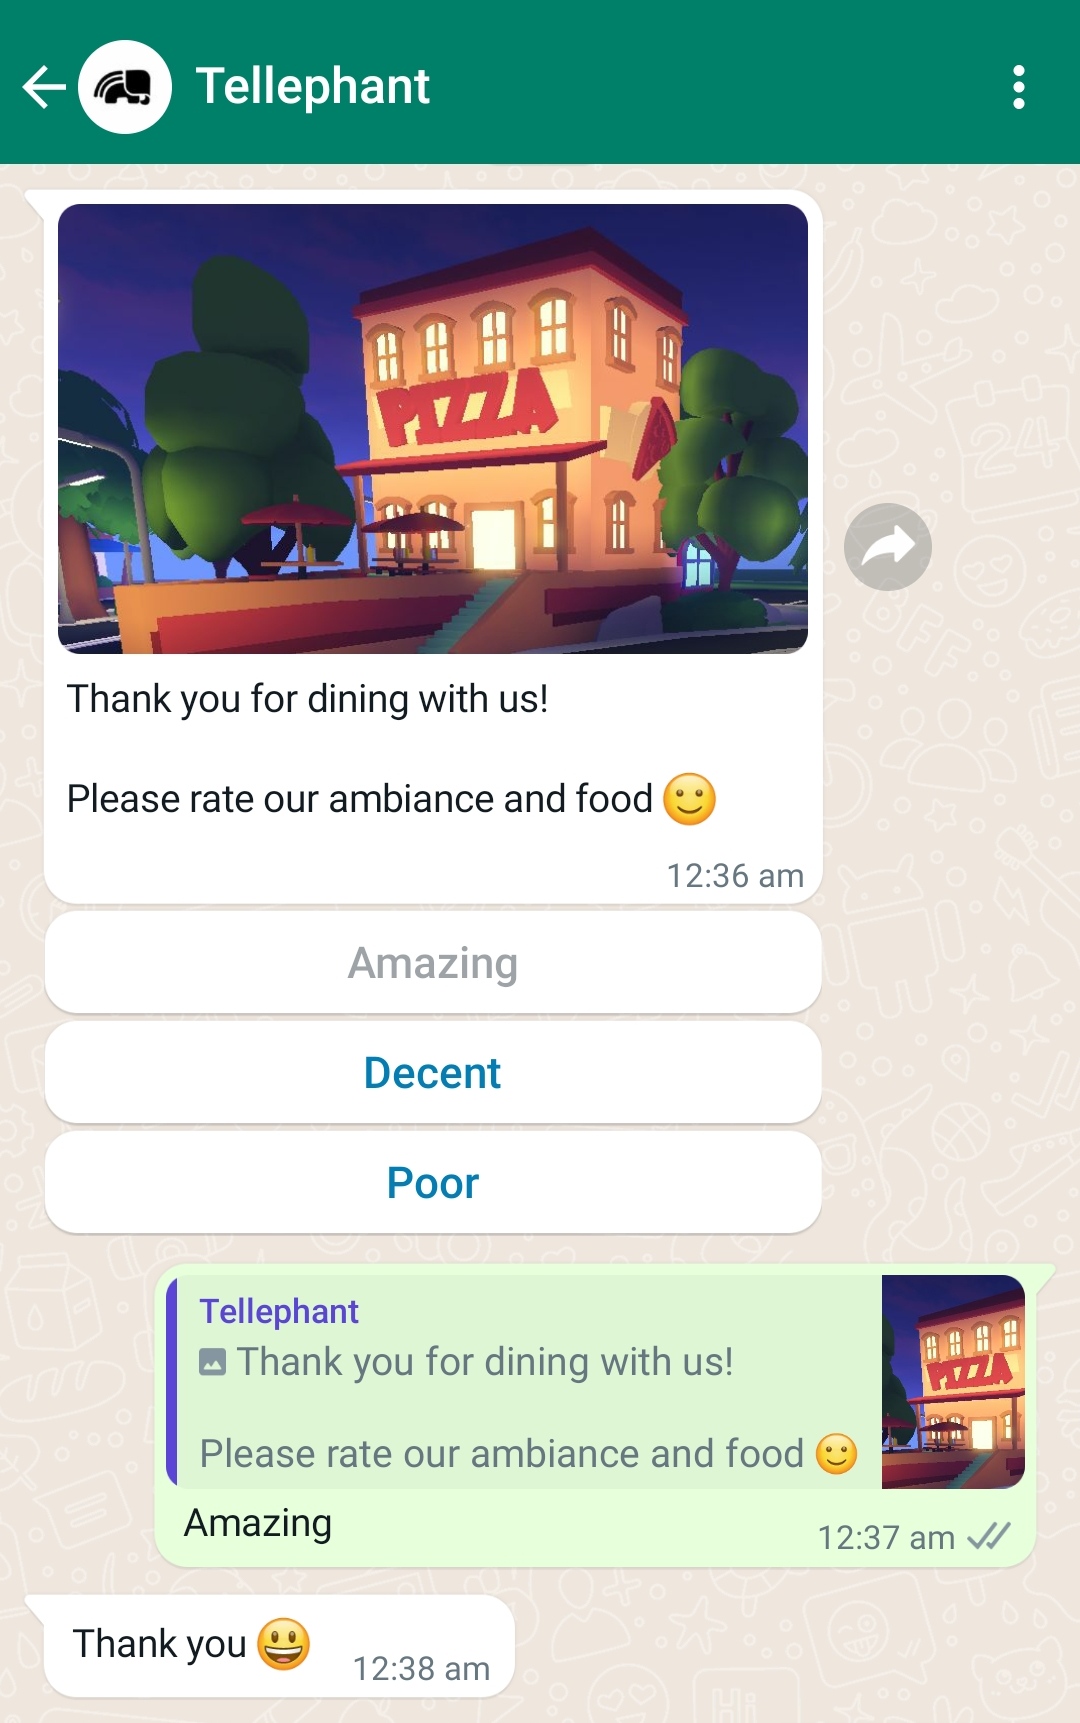 Tellephant
PIZZA
Thank you for dining with us!
Please rate our ambiance and food 🙂
12:36 am
Amazing
Decent
Poor
Tellephant
Thank you for dining with us!
Please rate our ambiance and food 🙂
PIZZA
Amazing
12:37 am
Thank you 😃
12:38 am